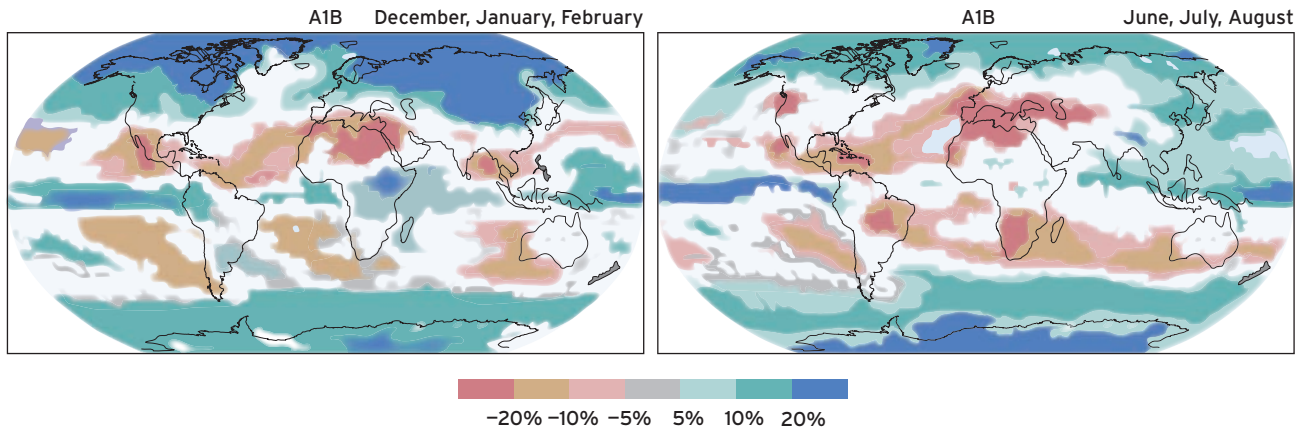 A1B December, January, February
A1B June, July, August
−20% −10% −5% 5% 10% 20%